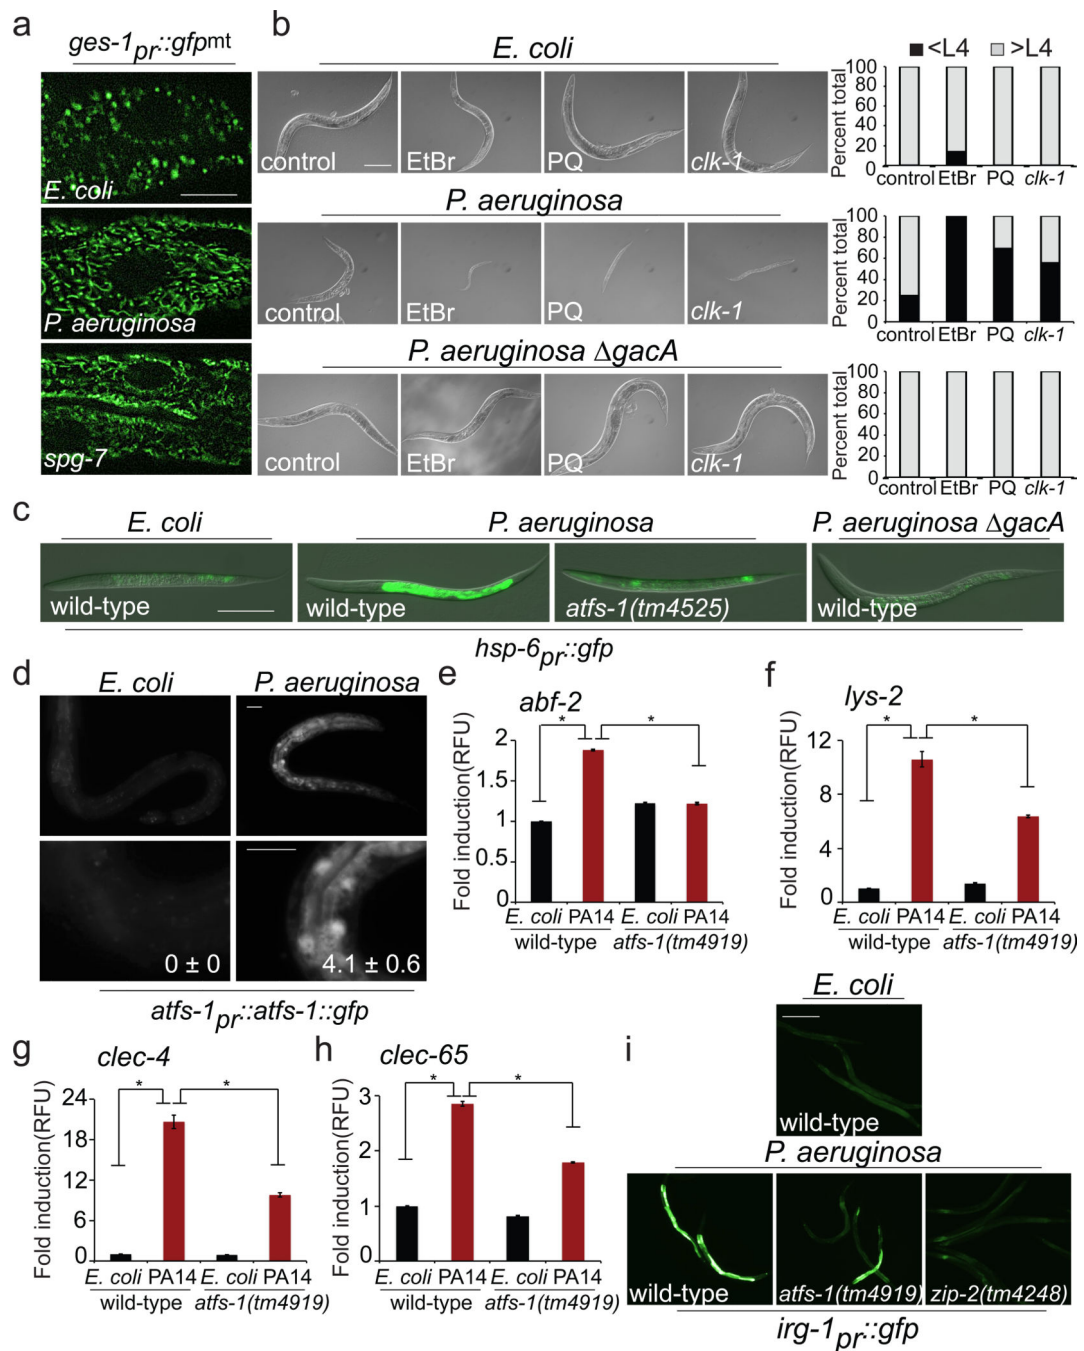 a
ges-1pr::gfpmt
E. coli
P. aeruginosa
spg-7
b
E. coli
control
EtBr
PQ
clk-1
P. aeruginosa
control
EtBr
PQ
clk-1
P. aeruginosa ΔgacA
control
EtBr
PQ
clk-1
<L4 >L4
Percent total
100
80
60
40
20
0
control EtBr PQ clk-1
Percent total
100
80
60
40
20
0
control EtBr PQ clk-1
Percent total
100
80
60
40
20
0
control EtBr PQ clk-1
c
E. coli
P. aeruginosa
P. aeruginosa ΔgacA
wild-type
wild-type
atfs-1(tm4525)
wild-type
hsp-6pr::gfp
d
E. coli
P. aeruginosa
0 ± 0
4.1 ± 0.6
atfs-1pr::atfs-1::gfp
e
abf-2
Fold induction(RFU)
2
1.5
1
0.5
0
* *
E. coli PA14 E. coli PA14
wild-type atfs-1(tm4919)
f
lys-2
Fold induction(RFU)
12
9
6
3
0
* *
E. coli PA14 E. coli PA14
wild-type atfs-1(tm4919)
g
clec-4
Fold induction(RFU)
24
18
12
6
0
* *
E. coli PA14 E. coli PA14
wild-type atfs-1(tm4919)
h
clec-65
Fold induction(RFU)
3
2
1
0
* *
E. coli PA14 E. coli PA14
wild-type atfs-1(tm4919)
i
E. coli
wild-type
P. aeruginosa
wild-type
atfs-1(tm4919)
zip-2(tm4248)
irg-1pr::gfp